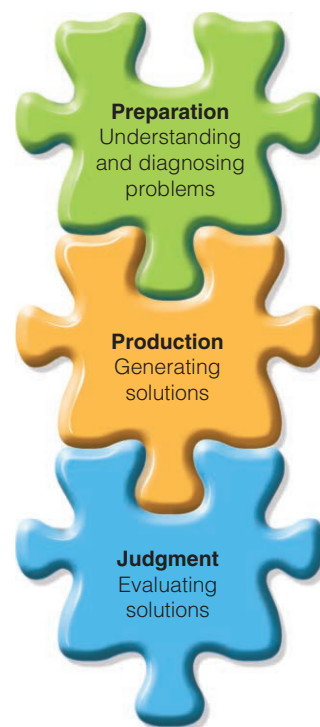 Preparation
Understanding
and diagnosing
problems
Production
Generating
solutions
Judgment
Evaluating
solutions